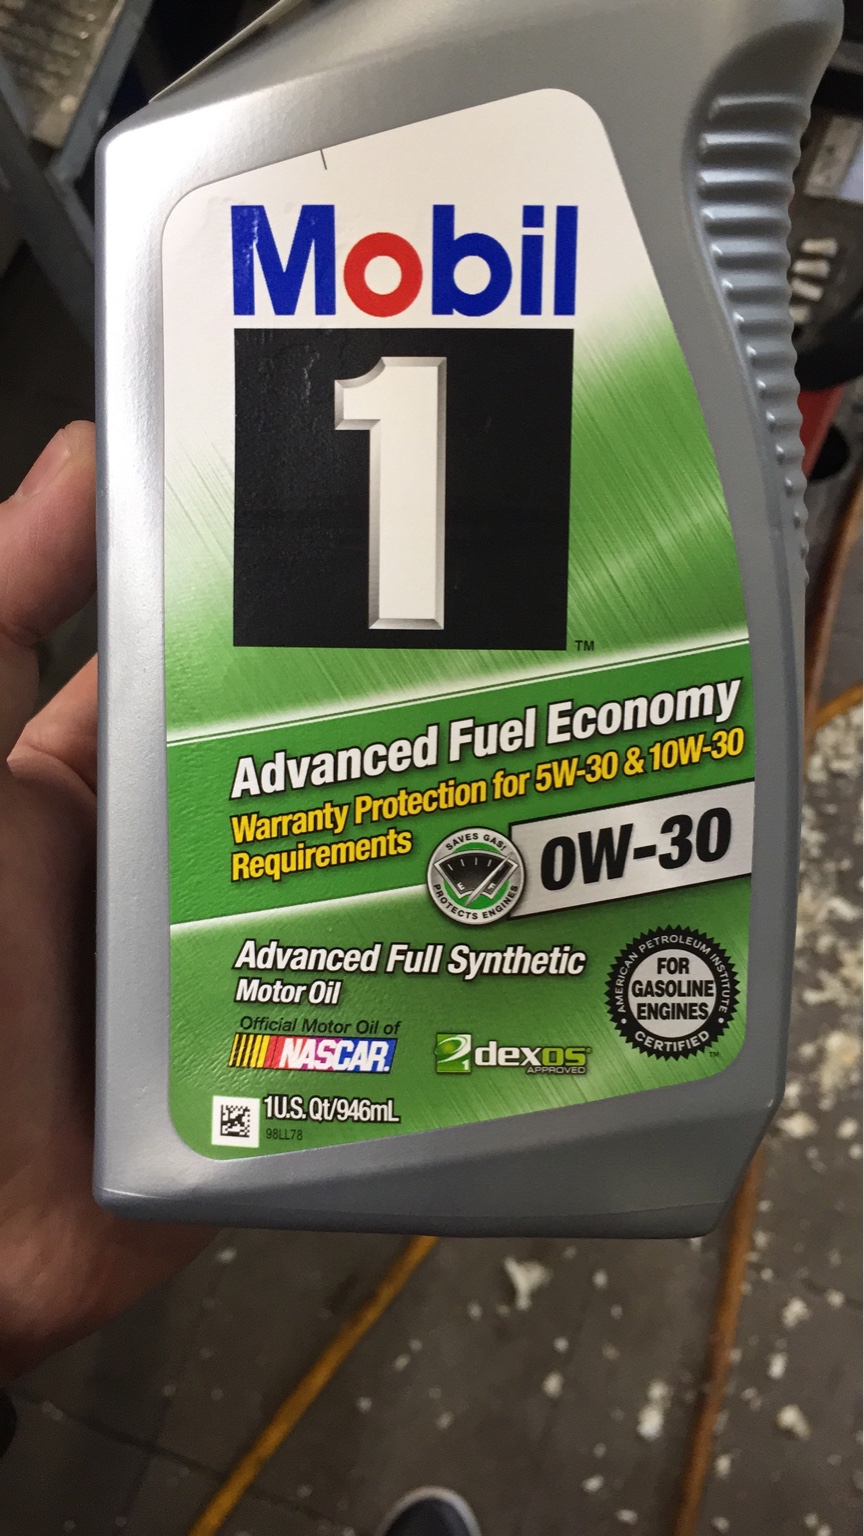 Mobil
1
TM
Advanced Fuel Economy
Warranty Protection for 5W-30 & 10W-30
Requirements
SAVES GAS!
PROTECTS ENGINES
0W-30
Advanced Full Synthetic
Motor Oil
AMERICAN PETROLEUM INSTITUTE
FOR
GASOLINE
ENGINES
CERTIFIED
TM
Official Motor Oil of
NASCAR.
dexos®
APPROVED
1U.S. Qt/946mL
98LL78